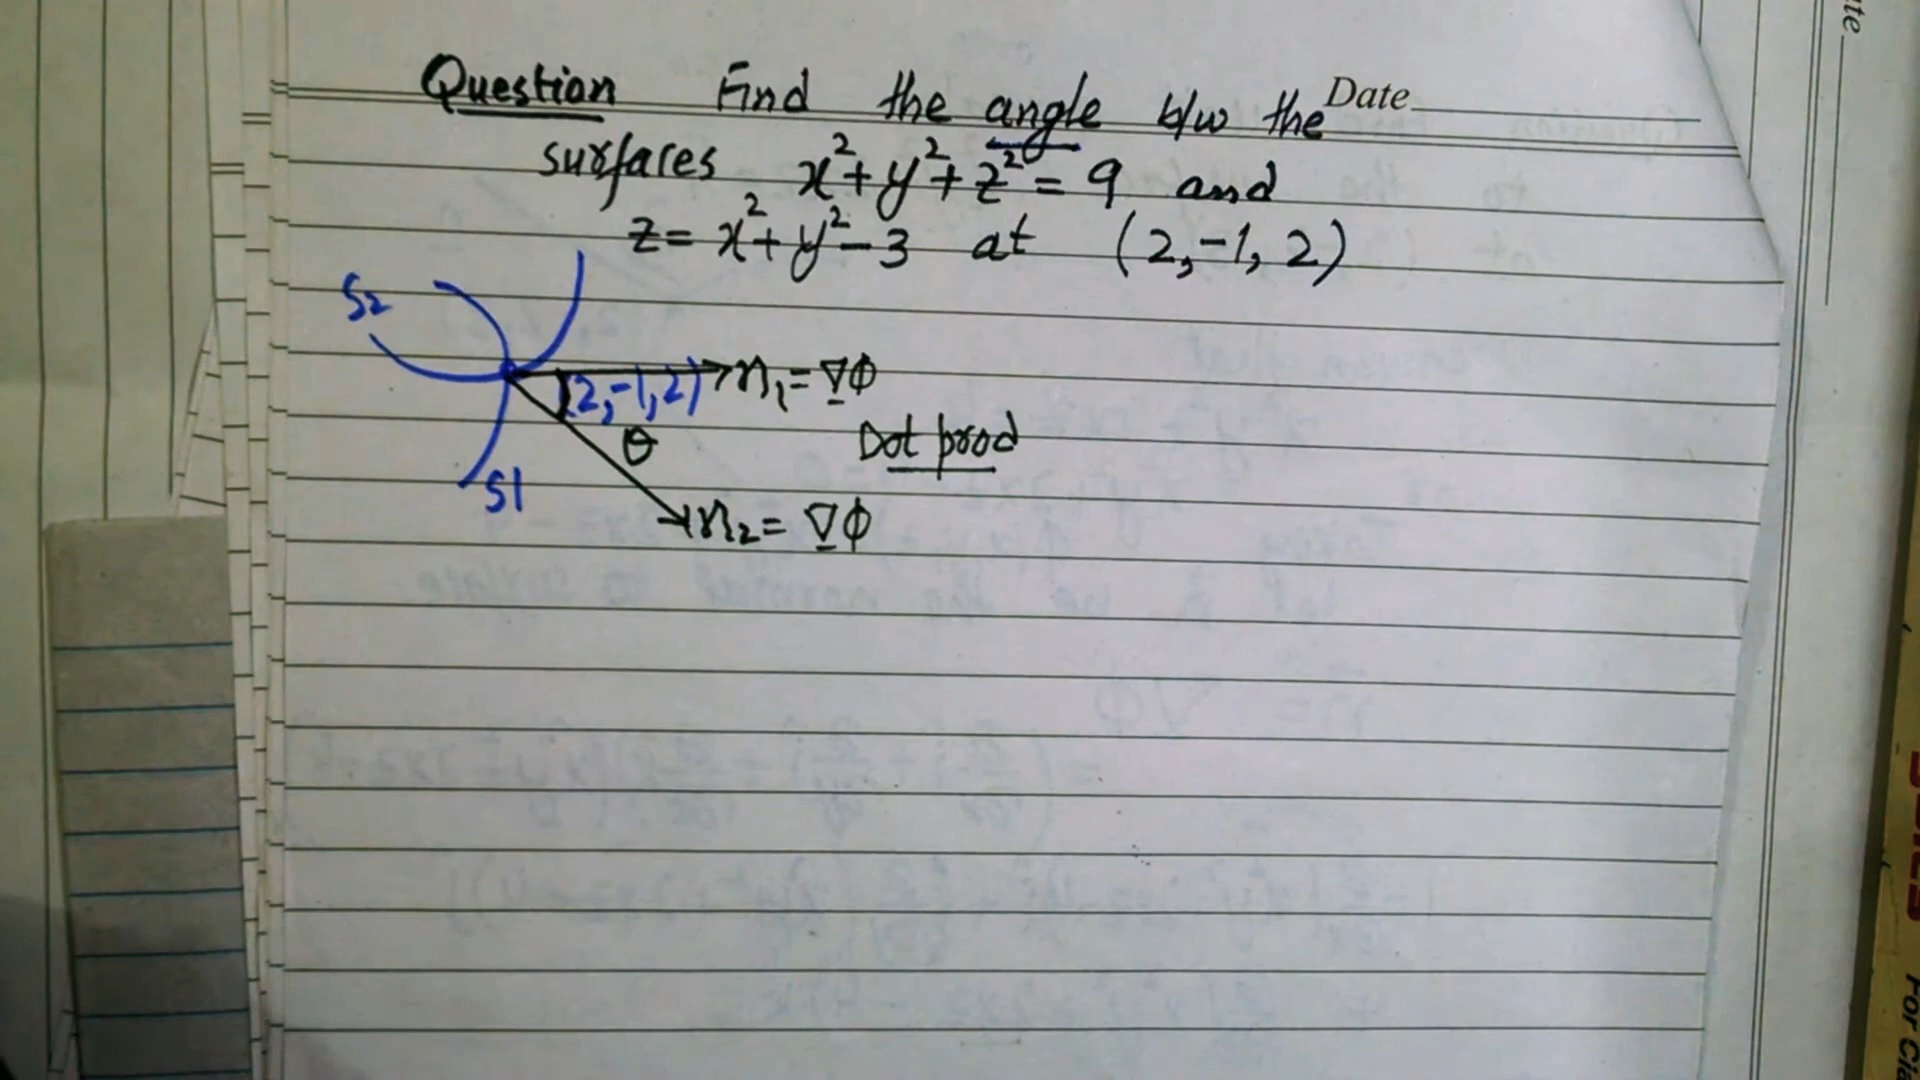 Question Find the angle b/w the
Date
surfaces x²+y²+z²=9 and
z=x²+y²-3 at (2,-1,2)
S2
(2,-1,2) n₁=∇Φ
Dot prod
θ
S1
n₂=∇Φ